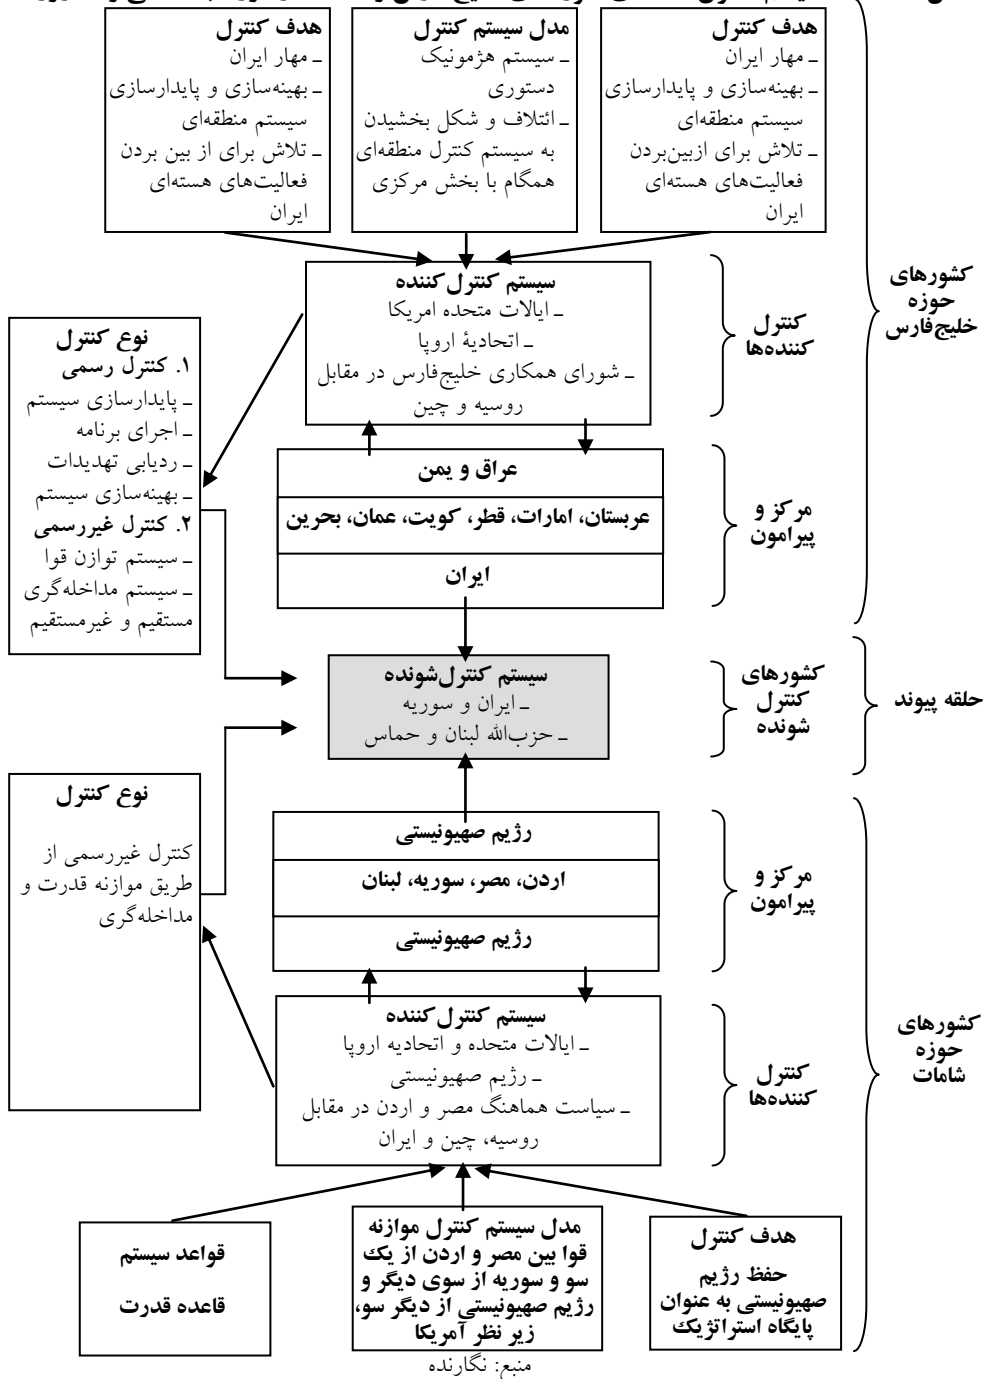 هدف کنترل
ـ مهار ایران
ـ بهینه‌سازی و پایدارسازی
سیستم منطقه‌ای
ـ تلاش برای ازبین‌بردن
فعالیت‌های هسته‌ای
ایران
مدل سیستم کنترل
ـ سیستم هژمونیک
دستوری
ـ ائتلاف و شکل بخشیدن
به سیستم کنترل منطقه‌ای
همگام با بخش مرکزی
هدف کنترل
ـ مهار ایران
ـ بهینه‌سازی و پایدارسازی
سیستم منطقه‌ای
ـ تلاش برای از بین بردن
فعالیت‌های هسته‌ای
ایران
کشورهای
حوزه
خلیج‌فارس
کنترل
کننده‌ها
سیستم کنترل‌کننده
ـ ایالات متحده امریکا
ـ اتحادیۀ اروپا
ـ شورای همکاری خلیج‌فارس در مقابل
روسیه و چین
نوع کنترل
۱. کنترل رسمی
ـ پایدارسازی سیستم
ـ اجرای برنامه
ـ ردیابی تهدیدات
ـ بهینه‌سازی سیستم
۲. کنترل غیررسمی
ـ سیستم توازن قوا
ـ سیستم مداخله‌گری
مستقیم و غیرمستقیم
مرکز و
پیرامون
عراق و یمن
عربستان، امارات، قطر، کویت، عمان، بحرین
ایران
حلقه پیوند
کشورهای
کنترل
شونده
سیستم کنترل‌شونده
ـ ایران و سوریه
ـ حزب‌الله لبنان و حماس
نوع کنترل
کنترل غیررسمی از
طریق موازنه قدرت و
مداخله‌گری
مرکز و
پیرامون
رژیم صهیونیستی
اردن، مصر، سوریه، لبنان
رژیم صهیونیستی
کشورهای
حوزه
شامات
کنترل
کننده‌ها
سیستم کنترل‌کننده
ـ ایالات متحده و اتحادیه اروپا
ـ رژیم صهیونیستی
ـ سیاست هماهنگ مصر و اردن در مقابل
روسیه، چین و ایران
هدف کنترل
حفظ رژیم
صهیونیستی به عنوان
پایگاه استراتژیک
مدل سیستم کنترل موازنه
قوا بین مصر و اردن از یک
سو و سوریه از سوی دیگر و
رژیم صهیونیستی از دیگر سو،
زیر نظر آمریکا
قواعد سیستم
قاعده قدرت
منبع: نگارنده